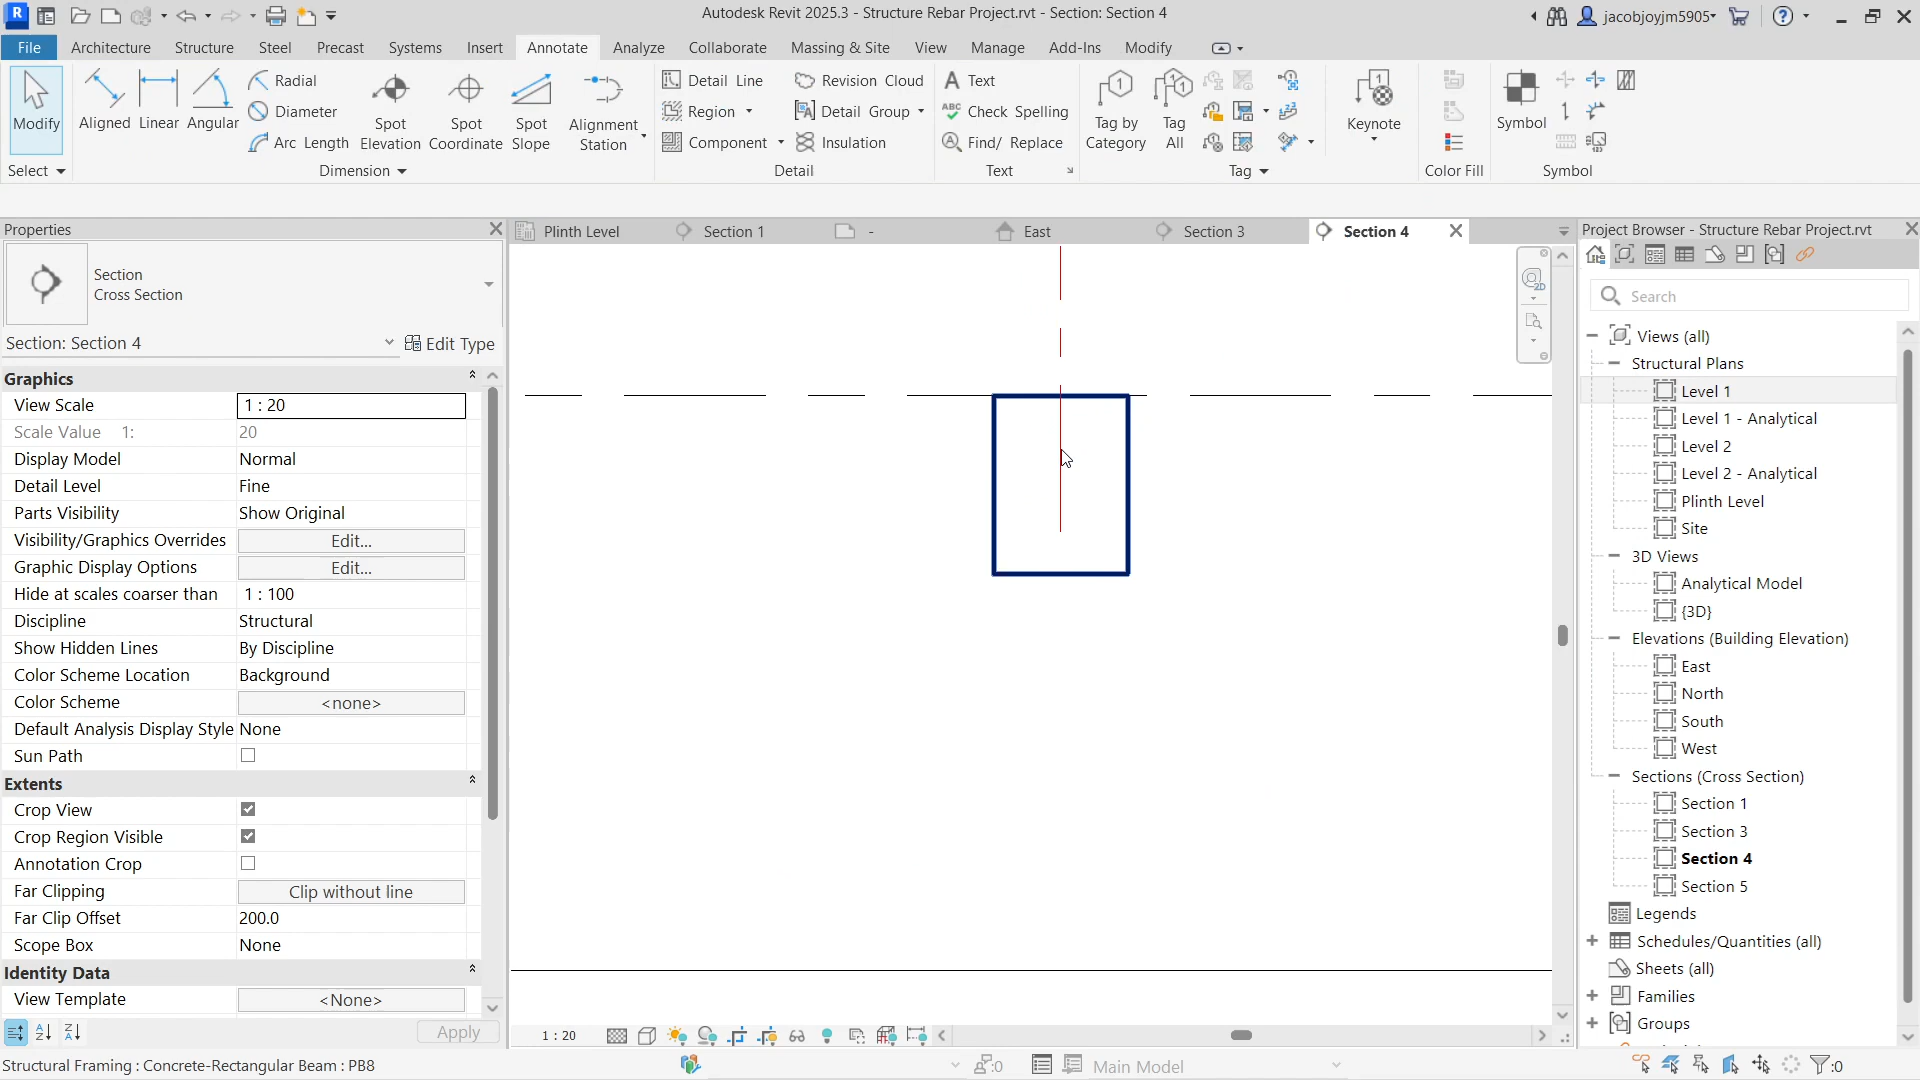 Autodesk Revit 2025.3 - Structure Rebar Project.rvt - Section: Section 4
jacobjoyjm5905
File
Architecture
Structure
Steel
Precast
Systems
Insert
Annotate
Analyze
Collaborate
Massing & Site
View
Manage
Add-Ins
Modify
Modify
Select
Aligned
Linear
Angular
Radial
Diameter
Arc Length
Spot Elevation
Spot Coordinate
Spot Slope
Alignment Station
Dimension
Detail Line
Region
Component
Revision Cloud
Detail Group
Insulation
Detail
Text
Check Spelling
Find/ Replace
Text
Tag by Category
Tag All
Tag
Keynote
Color Fill
Symbol
Symbol
Properties
Section
Cross Section
Section: Section 4
Edit Type
Graphics
View Scale 1 : 20
Scale Value 1: 20
Display Model Normal
Detail Level Fine
Parts Visibility Show Original
Visibility/Graphics Overrides Edit...
Graphic Display Options Edit...
Hide at scales coarser than 1 : 100
Discipline Structural
Show Hidden Lines By Discipline
Color Scheme Location Background
Color Scheme <none>
Default Analysis Display Style None
Sun Path
Extents
Crop View
Crop Region Visible
Annotation Crop
Far Clipping Clip without line
Far Clip Offset 200.0
Scope Box None
Identity Data
View Template <None>
Apply
Plinth Level
Section 1
-
East
Section 3
Section 4
2D
1 : 20
Project Browser - Structure Rebar Project.rvt
Search
Views (all)
Structural Plans
Level 1
Level 1 - Analytical
Level 2
Level 2 - Analytical
Plinth Level
Site
3D Views
Analytical Model
{3D}
Elevations (Building Elevation)
East
North
South
West
Sections (Cross Section)
Section 1
Section 3
Section 4
Section 5
Legends
Schedules/Quantities (all)
Sheets (all)
Families
Groups
Structural Framing : Concrete-Rectangular Beam : PB8
:0
Main Model
:0